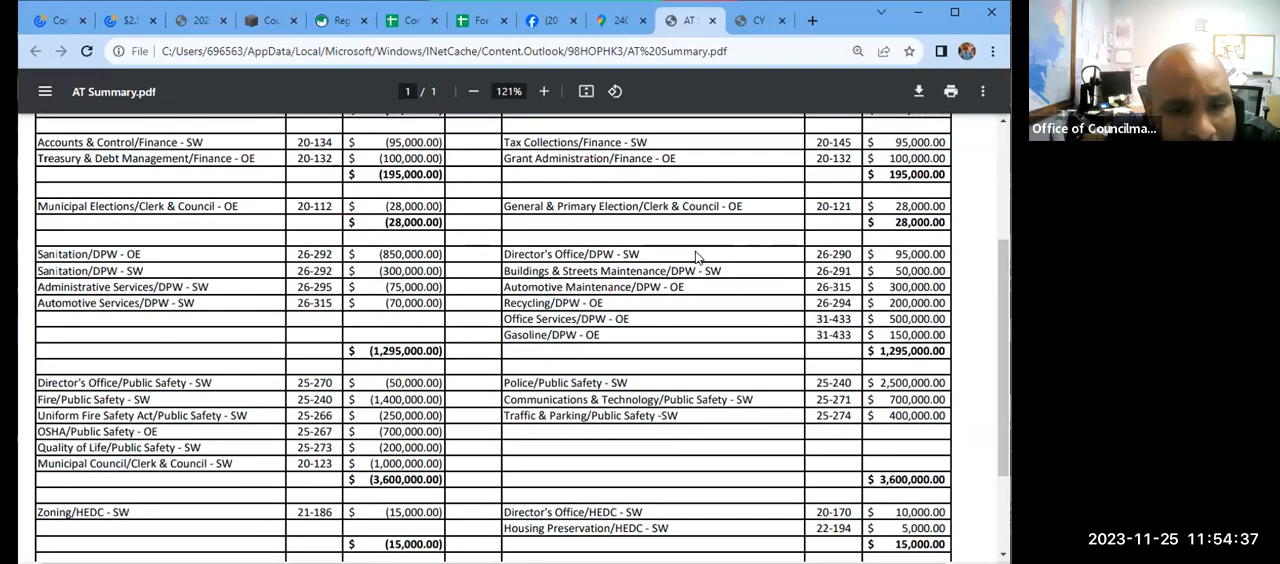 Cor $2. 202 Cou Reg Cor For (20 240 AT CY
File C:/Users/696563/AppData/Local/Microsoft/Windows/INetCache/Content.Outlook/98HOPHK3/AT%20Summary.pdf
AT Summary.pdf 1 / 1 121%
Accounts & Control/Finance - SW 20-134 $ (95,000.00) Tax Collections/Finance - SW 20-145 $ 95,000.00
Treasury & Debt Management/Finance - OE 20-132 $ (100,000.00) Grant Administration/Finance - OE 20-132 $ 100,000.00
$ (195,000.00) $ 195,000.00
Municipal Elections/Clerk & Council - OE 20-112 $ (28,000.00) General & Primary Election/Clerk & Council - OE 20-121 $ 28,000.00
$ (28,000.00) $ 28,000.00
Sanitation/DPW - OE 26-292 $ (850,000.00) Director's Office/DPW - SW 26-290 $ 95,000.00
Sanitation/DPW - SW 26-292 $ (300,000.00) Buildings & Streets Maintenance/DPW - SW 26-291 $ 50,000.00
Administrative Services/DPW - SW 26-295 $ (75,000.00) Automotive Maintenance/DPW - OE 26-315 $ 300,000.00
Automotive Services/DPW - SW 26-315 $ (70,000.00) Recycling/DPW - OE 26-294 $ 200,000.00
Office Services/DPW - OE 31-433 $ 500,000.00
Gasoline/DPW - OE 31-433 $ 150,000.00
$ (1,295,000.00) $ 1,295,000.00
Director's Office/Public Safety - SW 25-270 $ (50,000.00) Police/Public Safety - SW 25-240 $ 2,500,000.00
Fire/Public Safety - SW 25-240 $ (1,400,000.00) Communications & Technology/Public Safety - SW 25-271 $ 700,000.00
Uniform Fire Safety Act/Public Safety - SW 25-266 $ (250,000.00) Traffic & Parking/Public Safety -SW 25-274 $ 400,000.00
OSHA/Public Safety - OE 25-267 $ (700,000.00)
Quality of Life/Public Safety - SW 25-273 $ (200,000.00)
Municipal Council/Clerk & Council - SW 20-123 $ (1,000,000.00)
$ (3,600,000.00) $ 3,600,000.00
Zoning/HEDC - SW 21-186 $ (15,000.00) Director's Office/HEDC - SW 20-170 $ 10,000.00
Housing Preservation/HEDC - SW 22-194 $ 5,000.00
$ (15,000.00) $ 15,000.00
Office of Councilma...
2023-11-25 11:54:37